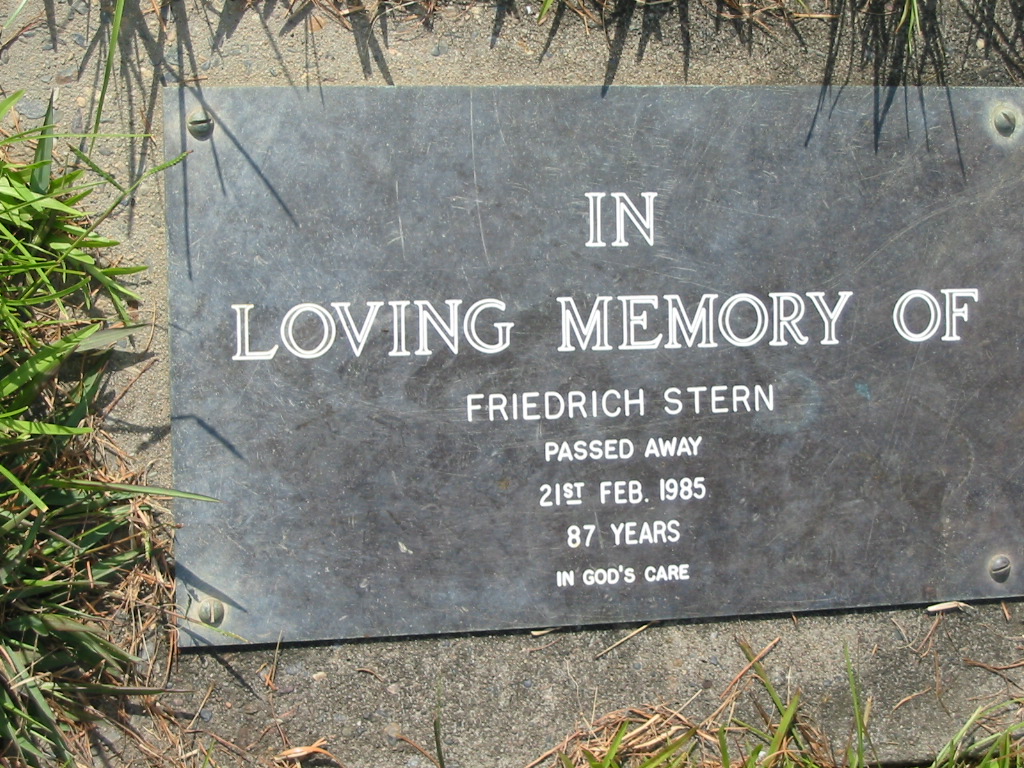 IN
LOVING MEMORY OF
FRIEDRICH STERN
PASSED AWAY
21ST FEB. 1985
87 YEARS
IN GOD'S CARE